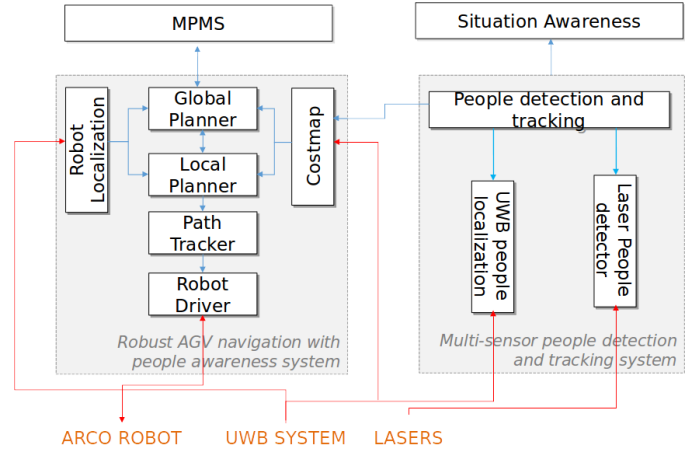 MPMS
Situation Awareness
Robot
Localization
Global
Planner
Local
Planner
Path
Tracker
Robot
Driver
Costmap
Robust AGV navigation with
people awareness system
People detection and
tracking
UWB people
localization
Laser People
detector
Multi-sensor people detection
and tracking system
ARCO ROBOT
UWB SYSTEM
LASERS